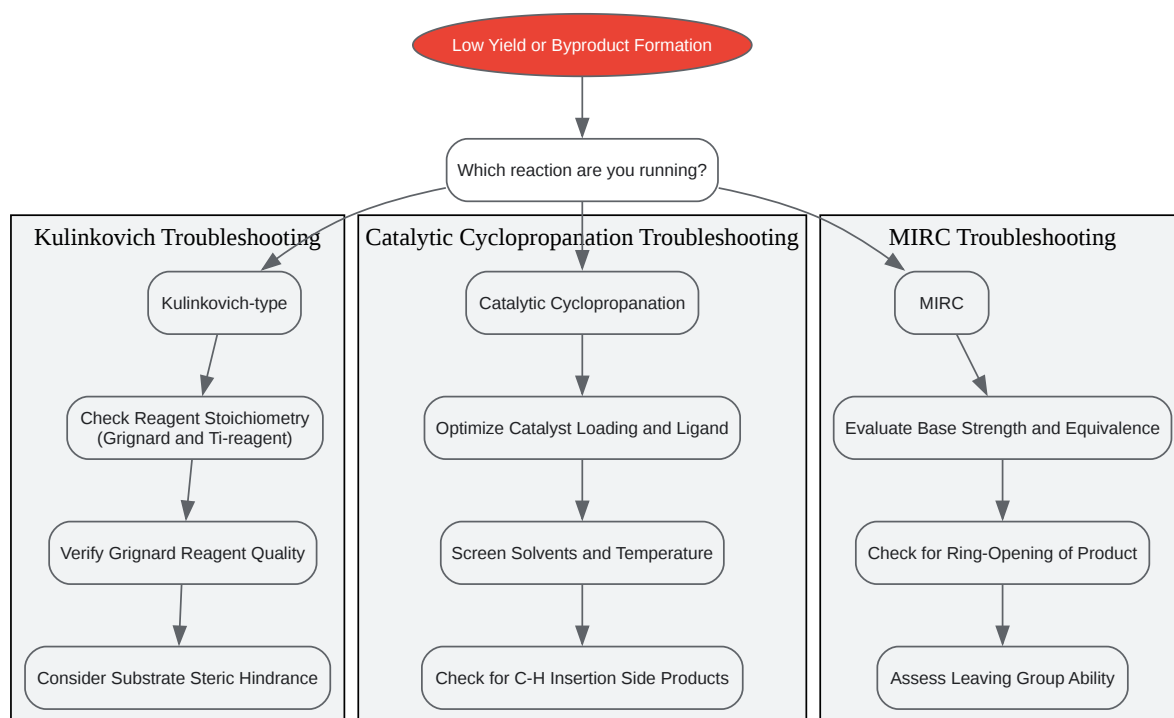 Low Yield or Byproduct Formation
Which reaction are you running?
Kulinkovich Troubleshooting
Kulinkovich-type
Check Reagent Stoichiometry
(Grignard and Ti-reagent)
Verify Grignard Reagent Quality
Consider Substrate Steric Hindrance
Catalytic Cyclopropanation Troubleshooting
Catalytic Cyclopropanation
Optimize Catalyst Loading and Ligand
Screen Solvents and Temperature
Check for C-H Insertion Side Products
MIRC Troubleshooting
MIRC
Evaluate Base Strength and Equivalence
Check for Ring-Opening of Product
Assess Leaving Group Ability